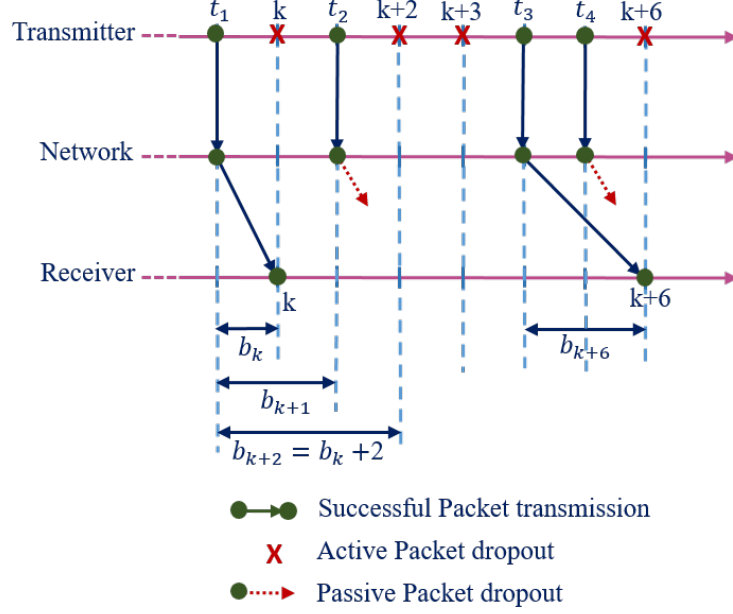 t₁ k t₂ k+2 k+3 t₃ t₄ k+6
Transmitter
X X X X
Network
Receiver
k k+6
bₖ bₖ₊₆
bₖ₊₁
bₖ₊₂ = bₖ +2
Successful Packet transmission
X Active Packet dropout
Passive Packet dropout